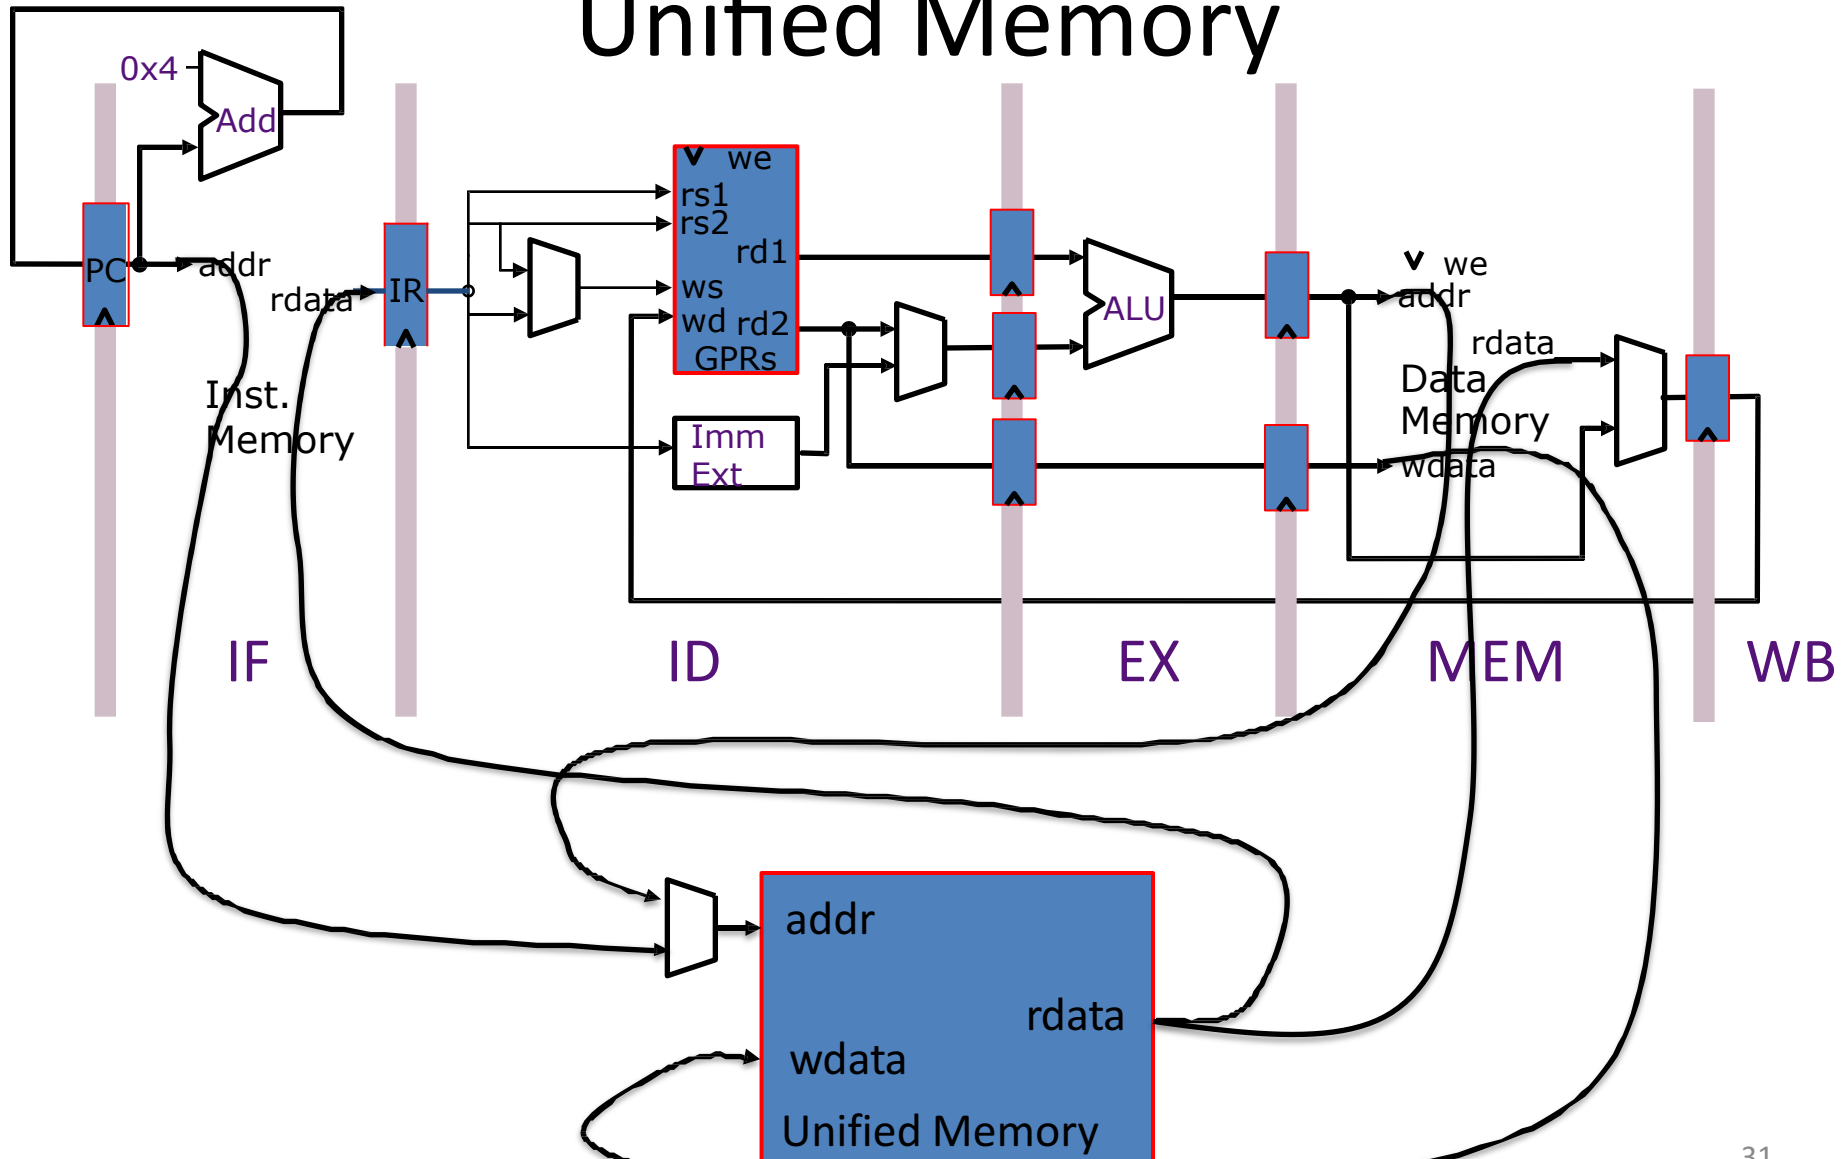 Unified Memory
0x4
Add
we
rs1
rs2
rd1
PC
addr
rdata
IR
ws
wd
rd2
GPRs
ALU
we
addr
rdata
Inst.
Memory
Imm
Ext
Data
Memory
wdata
IF
ID
EX
MEM
WB
addr
rdata
wdata
Unified Memory
31